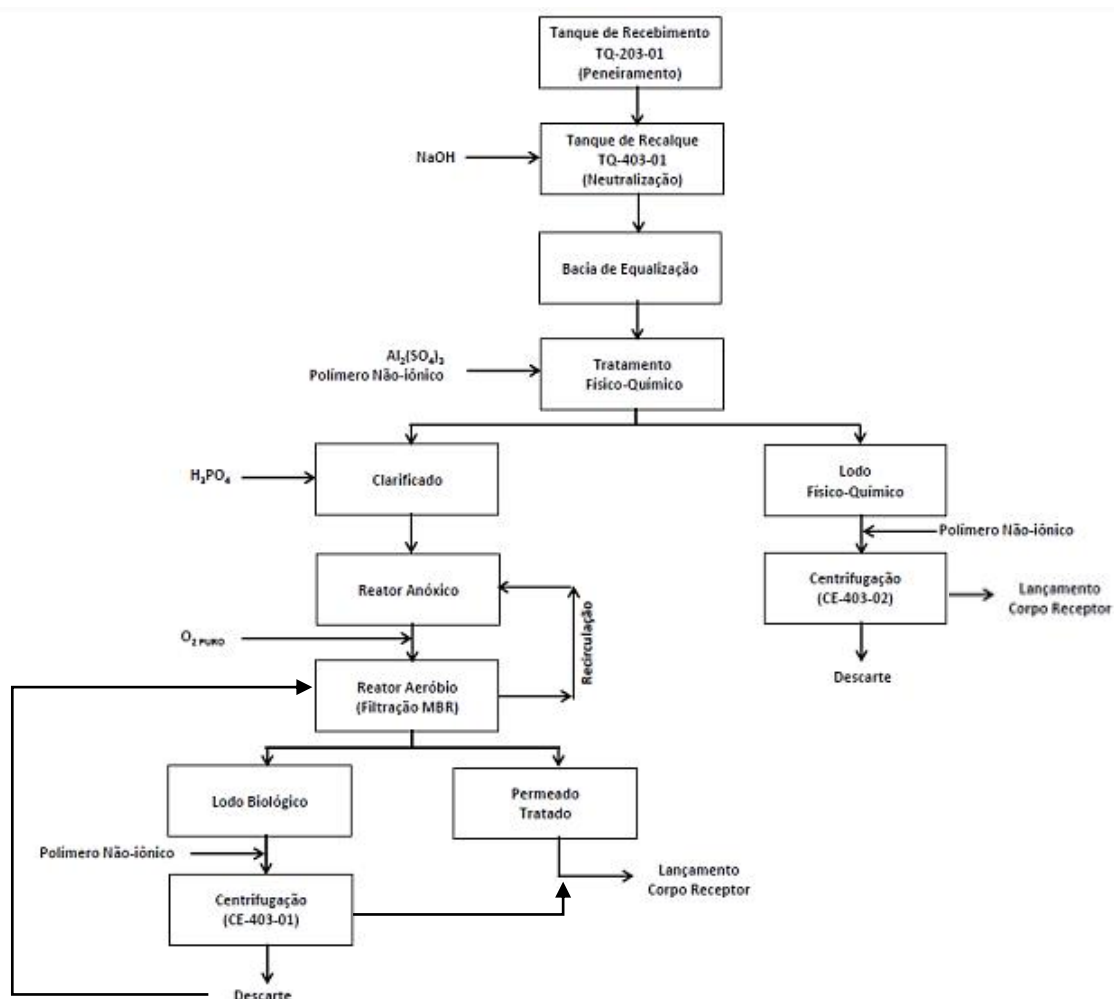 Tanque de Recebimento
TQ-203-01
(Peneiramento)
NaOH
Tanque de Recalque
TQ-403-01
(Neutralização)
Bacia de Equalização
Al₂(SO₄)₃
Polímero Não-iônico
Tratamento
Físico-Químico
H₃PO₄
Clarificado
Lodo
Físico-Químico
Polímero Não-iônico
Reator Anóxico
Centrifugação
(CE-403-02)
Lançamento
Corpo Receptor
Recirculação
O₂ PURO
Reator Aeróbio
(Filtração MBR)
Descarte
Lodo Biológico
Permeado
Tratado
Polímero Não-iônico
Lançamento
Corpo Receptor
Centrifugação
(CE-403-01)
Descarte